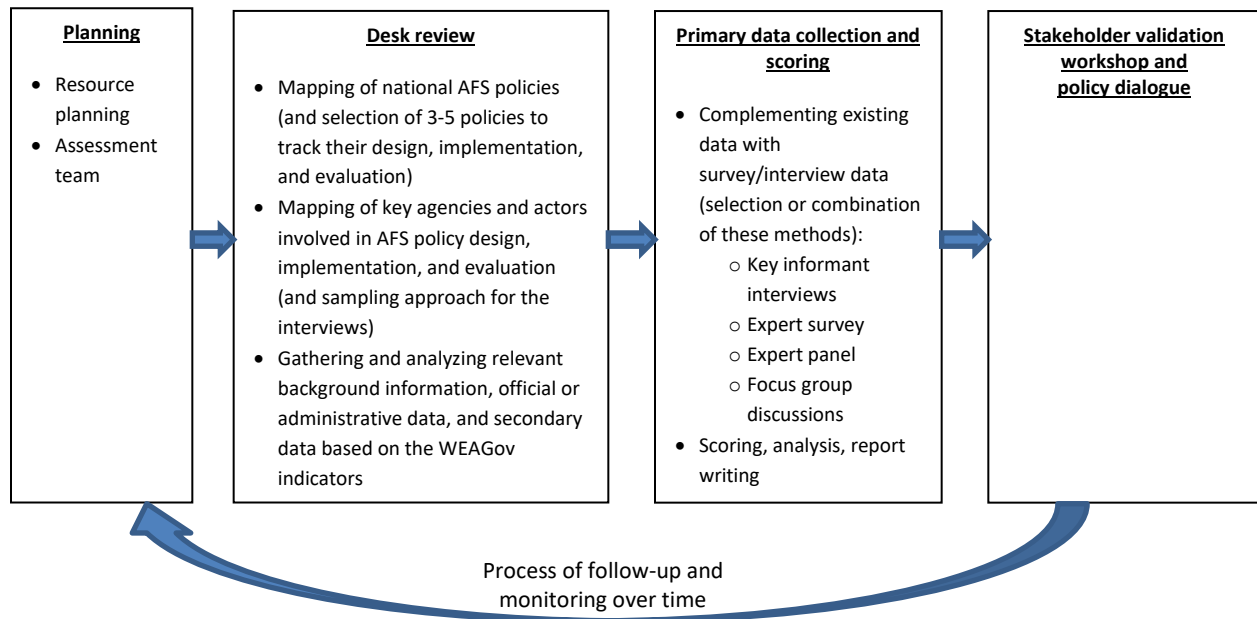 Planning
• Resource
planning
• Assessment
team
Desk review
• Mapping of national AFS policies
(and selection of 3-5 policies to
track their design, implementation,
and evaluation)
• Mapping of key agencies and actors
involved in AFS policy design,
implementation, and evaluation
(and sampling approach for the
interviews)
• Gathering and analyzing relevant
background information, official or
administrative data, and secondary
data based on the WEAGov
indicators
Primary data collection and
scoring
• Complementing existing
data with
survey/interview data
(selection or combination
of these methods):
o Key informant
interviews
o Expert survey
o Expert panel
o Focus group
discussions
• Scoring, analysis, report
writing
Stakeholder validation
workshop and
policy dialogue
Process of follow-up and
monitoring over time